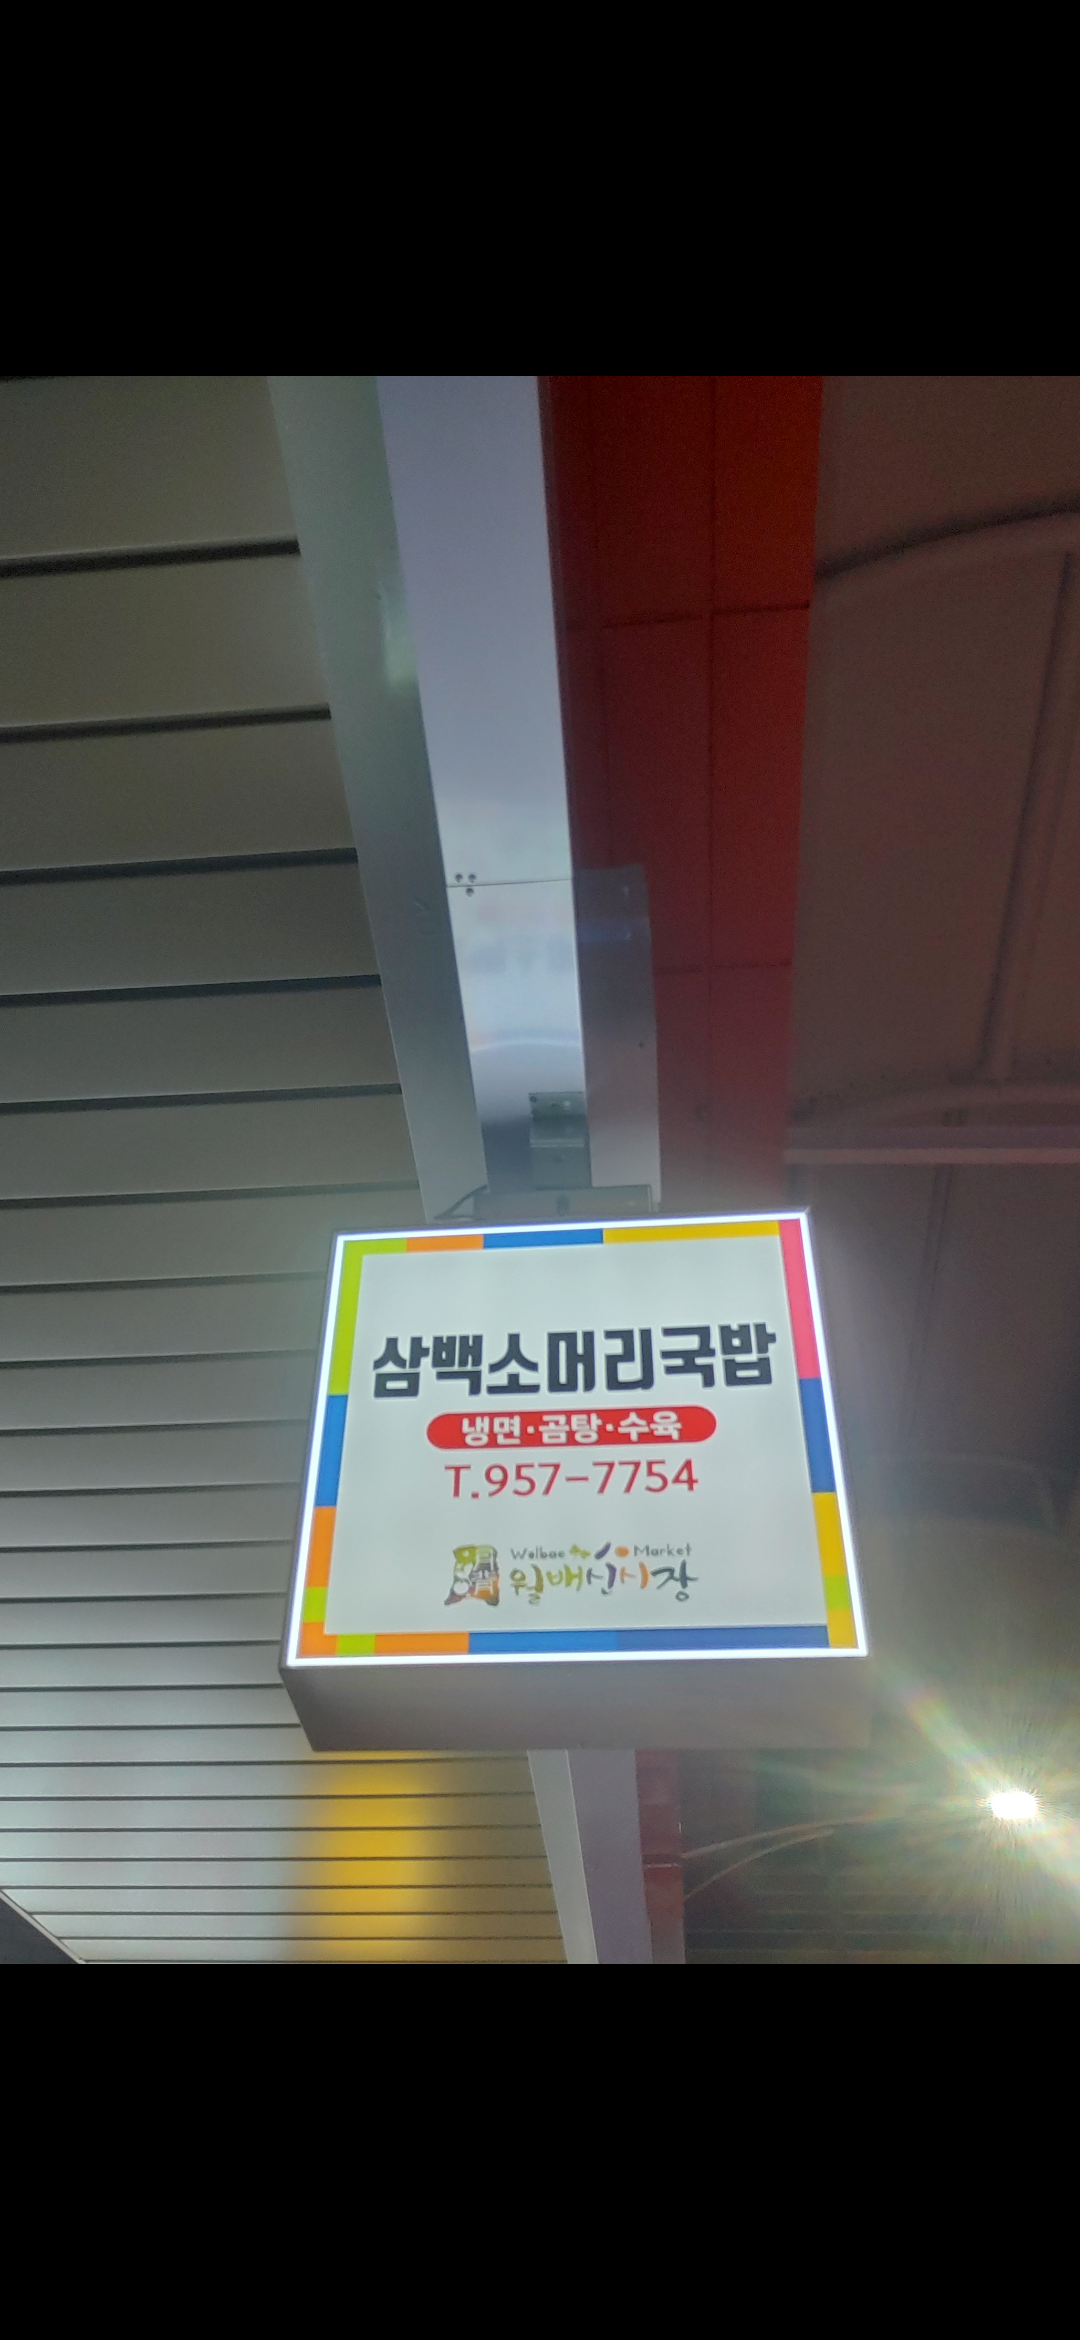 삼백소머리국밥
냉면·곰탕·수육
T.957-7754
Wolbae Market
월배신시장